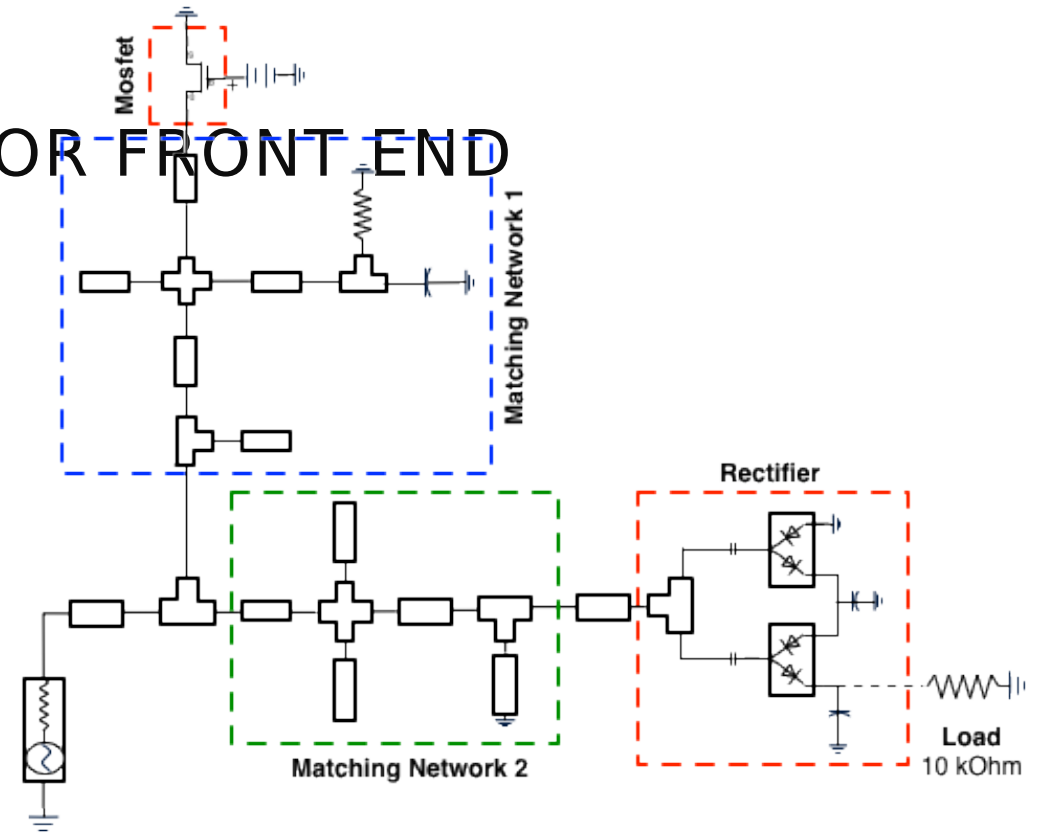 Mosfet
OR FRONT END
Matching Network 1
Rectifier
Matching Network 2
Load
10 kOhm